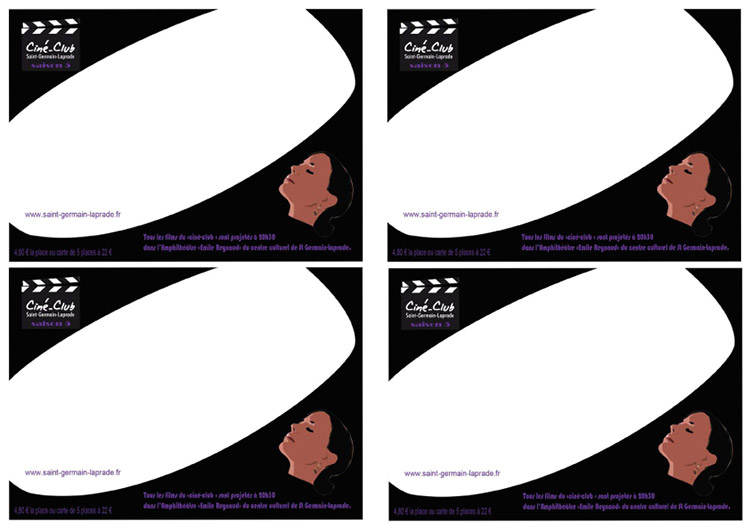 Ciné-Club
Saint-Germain-Laprade
saison 5
www.saint-germain-laprade.fr
Tous les films du «ciné-club » sont projetés à 20h30
dans l'Amphithéâtre «Emile Reynaud» du centre culturel de St Germain-laprade.
4,80 € la place ou carte de 5 places à 22 €
Ciné-Club
Saint-Germain-Laprade
saison 5
www.saint-germain-laprade.fr
Tous les films du «ciné-club » sont projetés à 20h30
dans l'Amphithéâtre «Emile Reynaud» du centre culturel de St Germain-laprade.
4,80 € la place ou carte de 5 places à 22 €
Ciné-Club
Saint-Germain-Laprade
saison 5
www.saint-germain-laprade.fr
Tous les films du «ciné-club » sont projetés à 20h30
dans l'Amphithéâtre «Emile Reynaud» du centre culturel de St Germain-laprade.
4,80 € la place ou carte de 5 places à 22 €
Ciné-Club
Saint-Germain-Laprade
saison 5
www.saint-germain-laprade.fr
Tous les films du «ciné-club » sont projetés à 20h30
dans l'Amphithéâtre «Emile Reynaud» du centre culturel de St Germain-laprade.
4,80 € la place ou carte de 5 places à 22 €